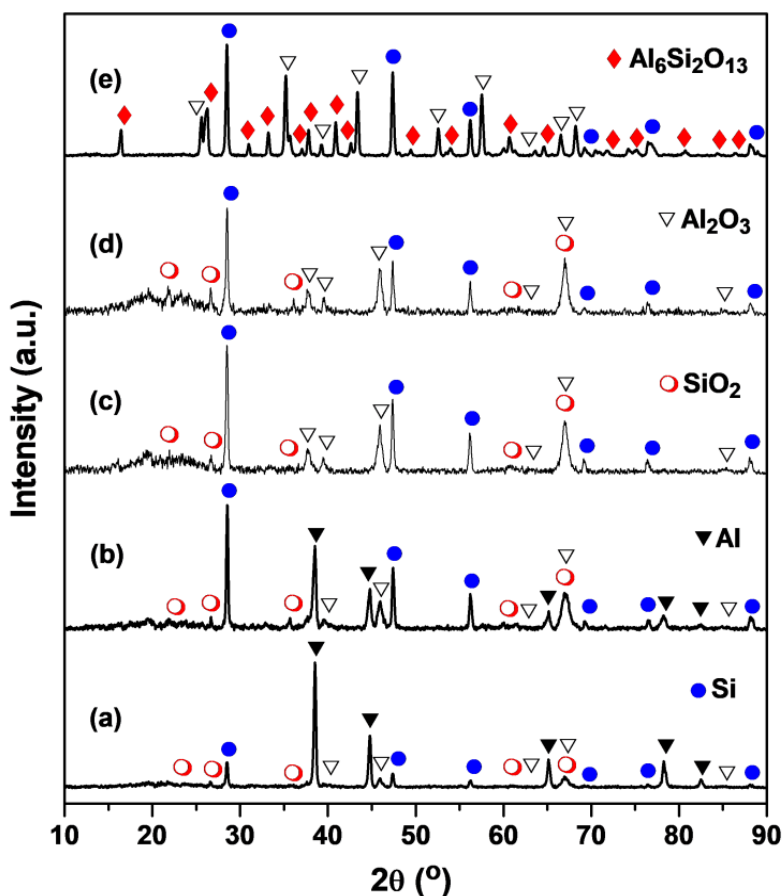 (e)
Al6Si2O13
(d)
Al2O3
(c)
SiO2
(b)
Al
(a)
Si
Intensity (a.u.)
10 20 30 40 50 60 70 80 90
2θ (°)